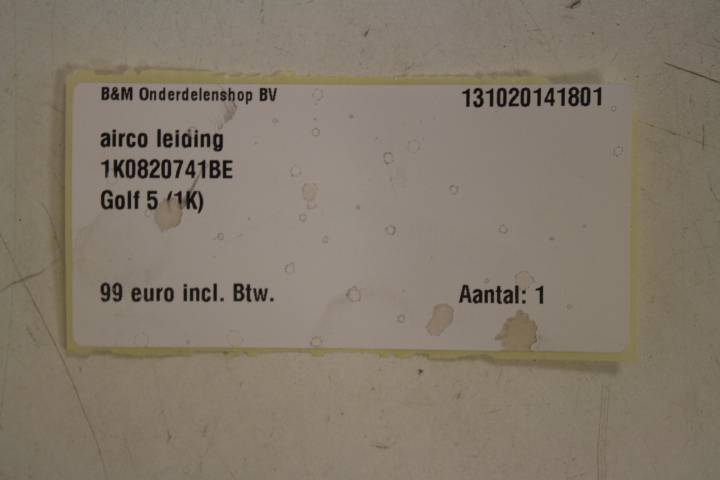 B&M Onderdelenshop BV 131020141801
airco leiding
1K0820741BE
Golf 5 (1K)
99 euro incl. Btw. Aantal: 1